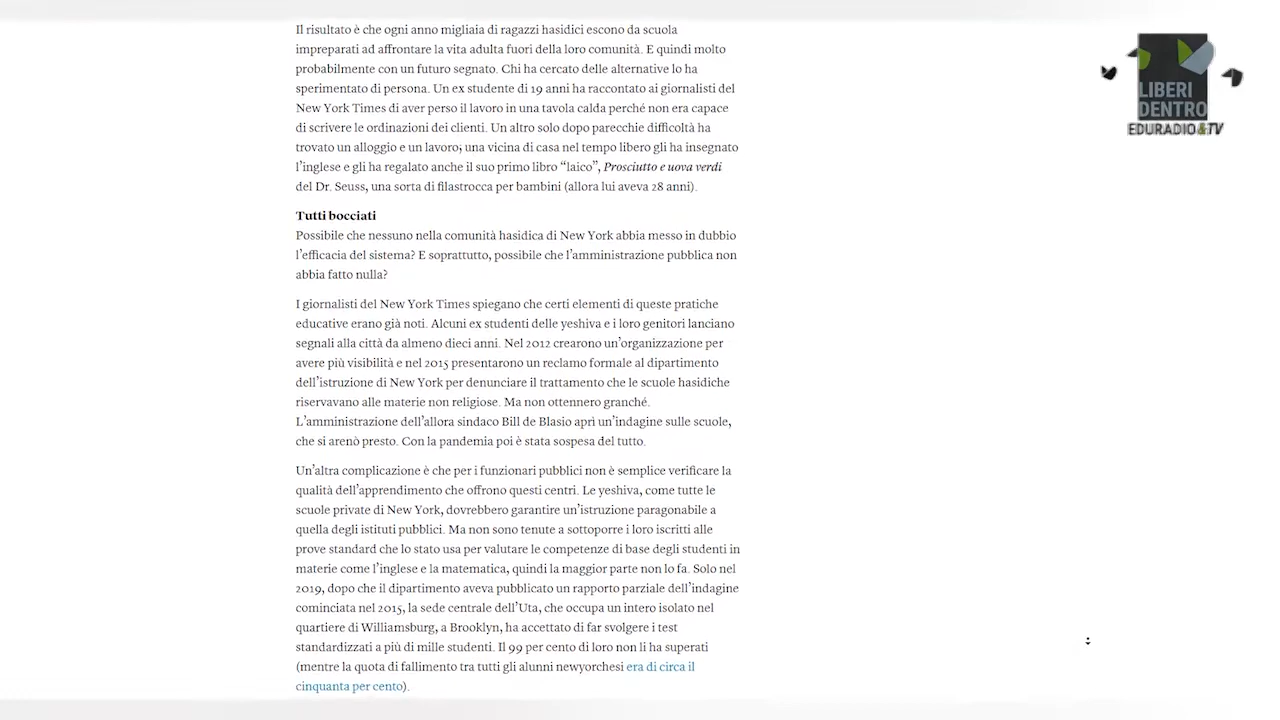 Il risultato è che ogni anno migliaia di ragazzi hasidici escono da scuola
impreparati ad affrontare la vita adulta fuori della loro comunità. E quindi molto
probabilmente con un futuro segnato. Chi ha cercato delle alternative lo ha
sperimentato di persona. Un ex studente di 19 anni ha raccontato ai giornalisti del
New York Times di aver perso il lavoro in una tavola calda perché non era capace
di scrivere le ordinazioni dei clienti. Un altro solo dopo parecchie difficoltà ha
trovato un alloggio e un lavoro; una vicina di casa nel tempo libero gli ha insegnato
l'inglese e gli ha regalato anche il suo primo libro “laico”, Prosciutto e uova verdi
del Dr. Seuss, una sorta di filastrocca per bambini (allora lui aveva 28 anni).
Tutti bocciati
Possibile che nessuno nella comunità hasidica di New York abbia messo in dubbio
l'efficacia del sistema? E soprattutto, possibile che l'amministrazione pubblica non
abbia fatto nulla?
I giornalisti del New York Times spiegano che certi elementi di queste pratiche
educative erano già noti. Alcuni ex studenti delle yeshiva e i loro genitori lanciano
segnali alla città da almeno dieci anni. Nel 2012 crearono un'organizzazione per
avere più visibilità e nel 2015 presentarono un reclamo formale al dipartimento
dell'istruzione di New York per denunciare il trattamento che le scuole hasidiche
riservavano alle materie non religiose. Ma non ottennero granché.
L'amministrazione dell'allora sindaco Bill de Blasio aprì un'indagine sulle scuole,
che si arenò presto. Con la pandemia poi è stata sospesa del tutto.
Un'altra complicazione è che per i funzionari pubblici non è semplice verificare la
qualità dell'apprendimento che offrono questi centri. Le yeshiva, come tutte le
scuole private di New York, dovrebbero garantire un'istruzione paragonabile a
quella degli istituti pubblici. Ma non sono tenute a sottoporre i loro iscritti alle
prove standard che lo stato usa per valutare le competenze di base degli studenti in
materie come l'inglese e la matematica, quindi la maggior parte non lo fa. Solo nel
2019, dopo che il dipartimento aveva pubblicato un rapporto parziale dell'indagine
cominciata nel 2015, la sede centrale dell'Uta, che occupa un intero isolato nel
quartiere di Williamsburg, a Brooklyn, ha accettato di far svolgere i test
standardizzati a più di mille studenti. Il 99 per cento di loro non li ha superati
(mentre la quota di fallimento tra tutti gli alunni newyorchesi era di circa il
cinquanta per cento).
LIBERI
DENTRO
EDURADIO&TV